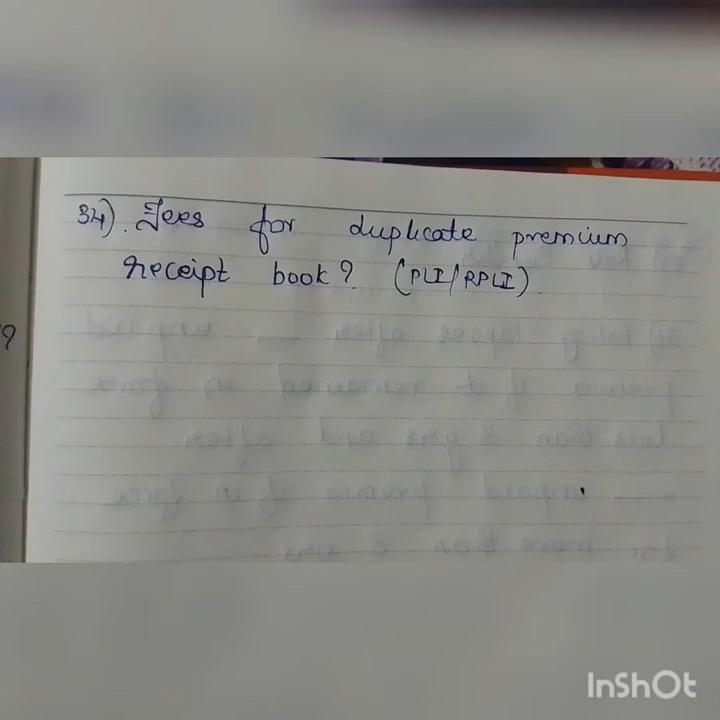 34). Fees for duplicate premium
receipt book? (PLI/RPLI)
InShOt